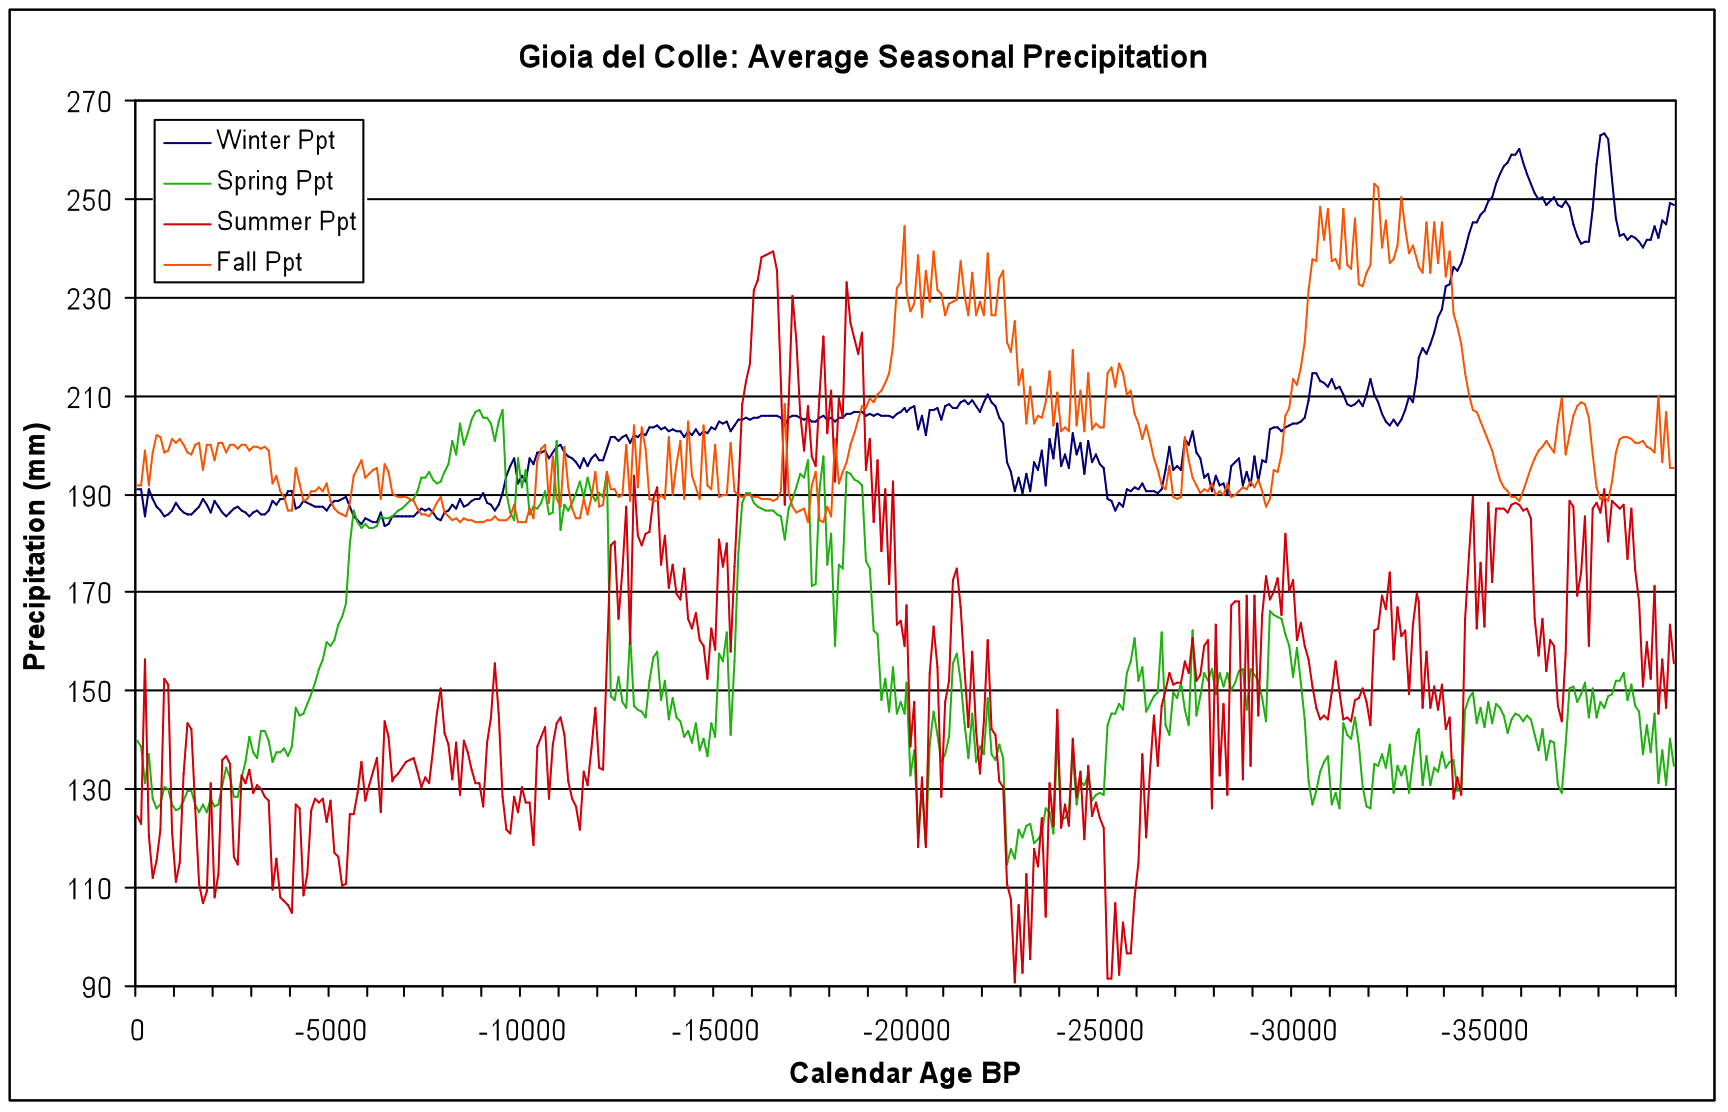 Gioia del Colle: Average Seasonal Precipitation
270
250
230
210
190
170
150
130
110
90
Precipitation (mm)
Winter Ppt
Spring Ppt
Summer Ppt
Fall Ppt
0 -5000 -10000 -15000 -20000 -25000 -30000 -35000
Calendar Age BP